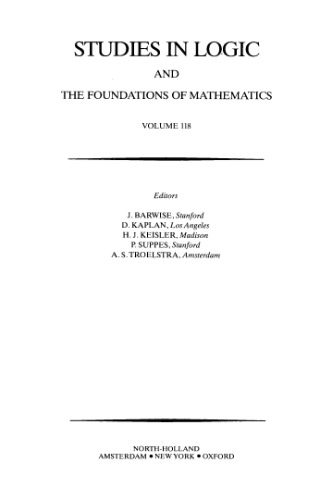 STUDIES IN LOGIC
AND
THE FOUNDATIONS OF MATHEMATICS
VOLUME 118
Editors
J. BARWISE, Stanford
D. KAPLAN, Los Angeles
H. J. KEISLER, Madison
P. SUPPES, Stanford
A. S. TROELSTRA, Amsterdam
NORTH-HOLLAND
AMSTERDAM ● NEW YORK ● OXFORD